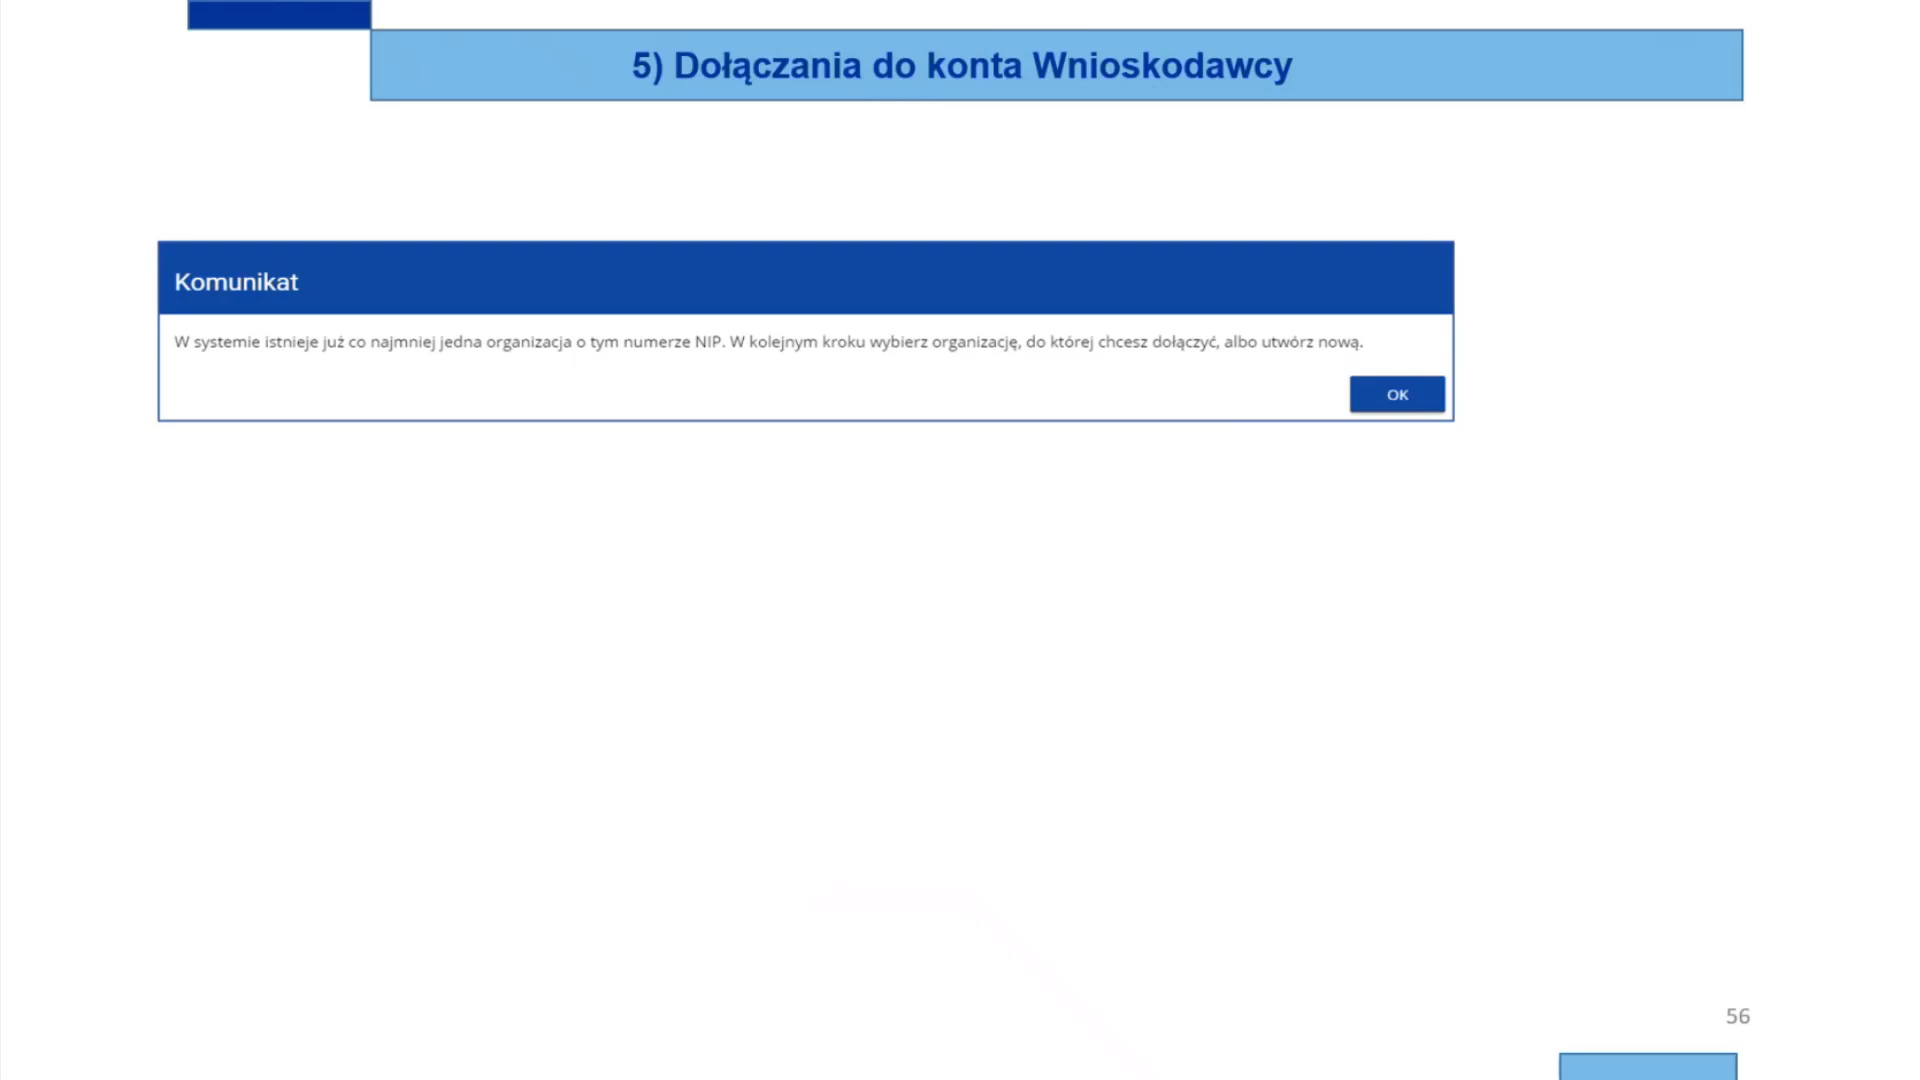 5) Dołączania do konta Wnioskodawcy
Komunikat
W systemie istnieje już co najmniej jedna organizacja o tym numerze NIP. W kolejnym kroku wybierz organizację, do której chcesz dołączyć, albo utwórz nową.
OK
56